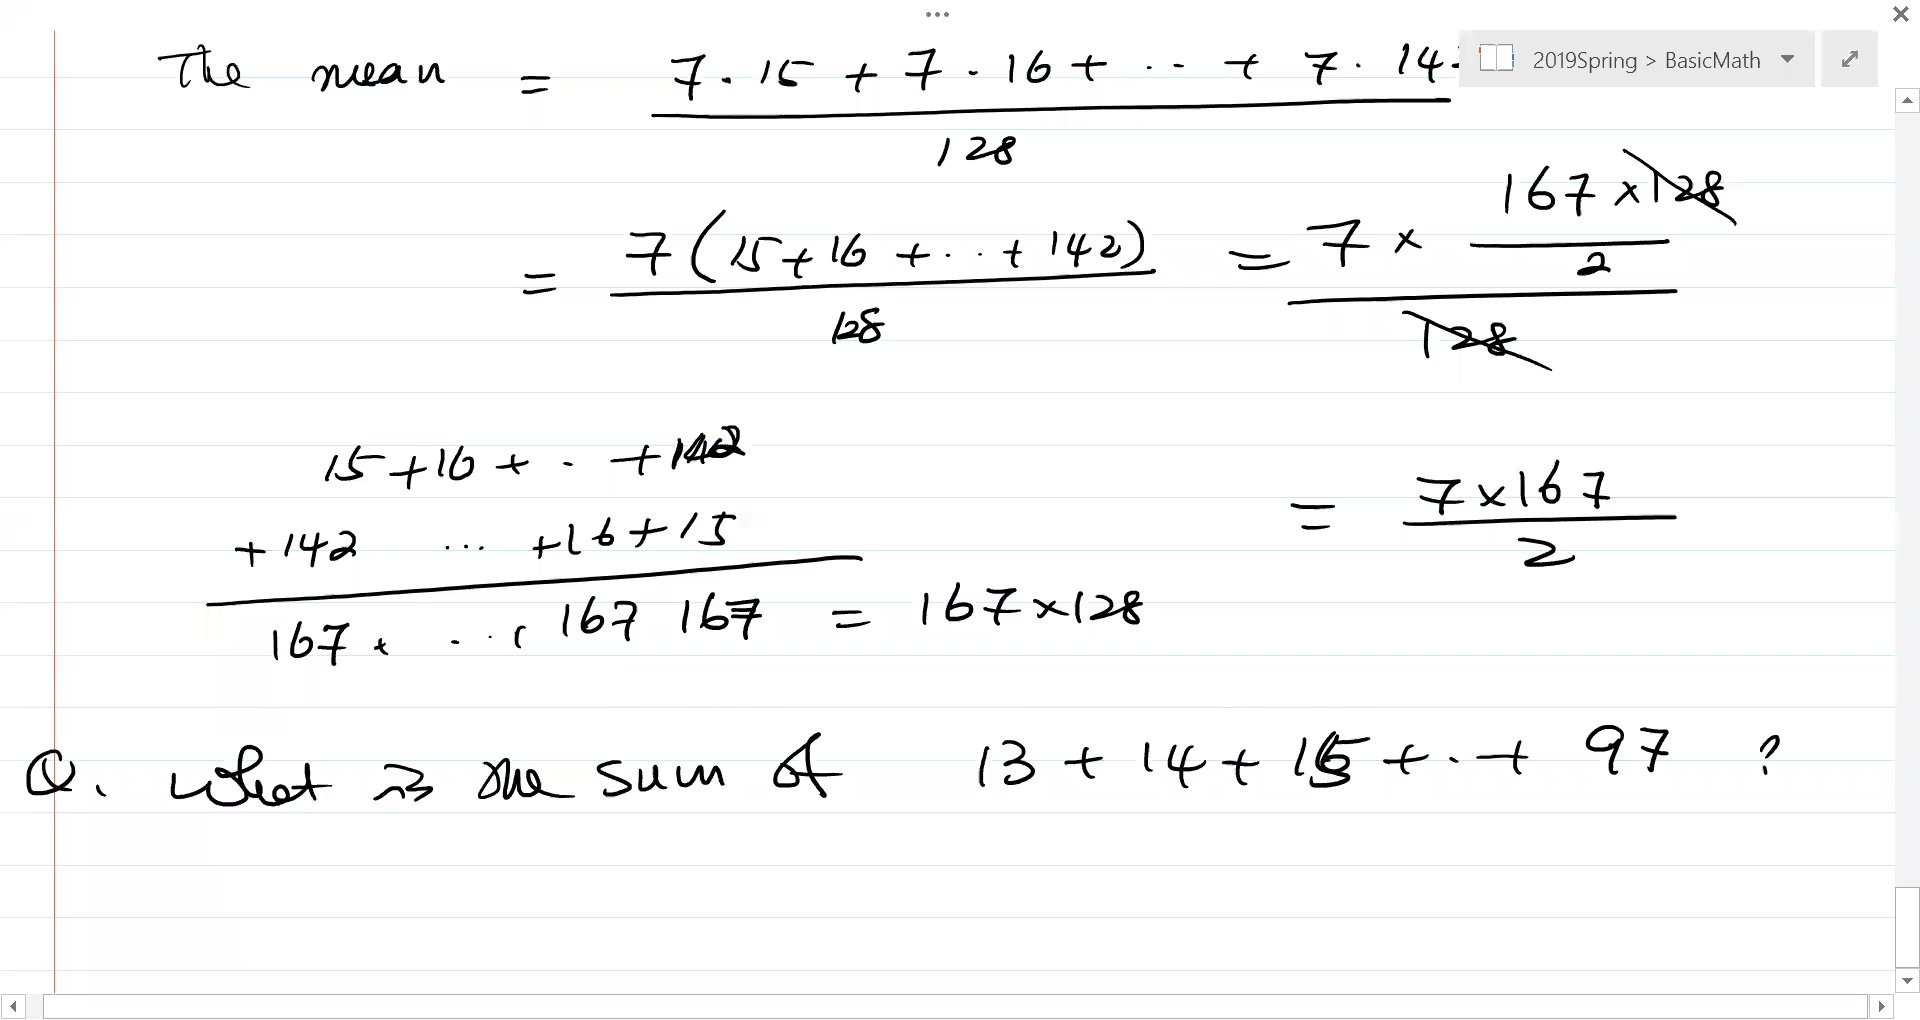 2019Spring > BasicMath
The mean = 7 · 15 + 7 · 16 + ·· + 7 · 14
128
= 7 (15 + 16 + ·· + 142) / 128 = 7 × 167 × 128 / 2 / 128
15 + 16 + · · + 142
+ 142 ··· + 16 + 15 = 7 × 167 / 2
167 + ··· 167 167 = 167 × 128
Q. What is the sum of 13 + 14 + 15 + ·· + 97 ?